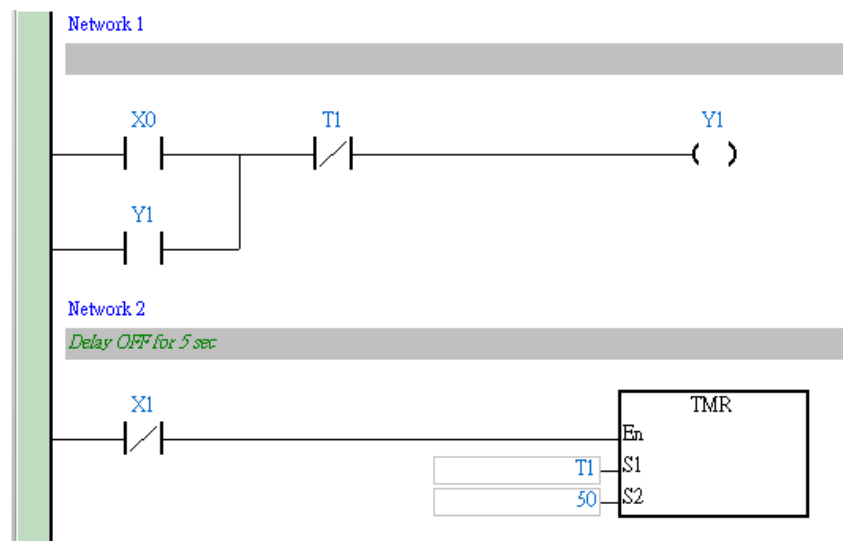 Network 1
X0 T1 Y1
Y1
Network 2
Delay OFF for 5 sec
X1 TMR
En
T1 S1
50 S2